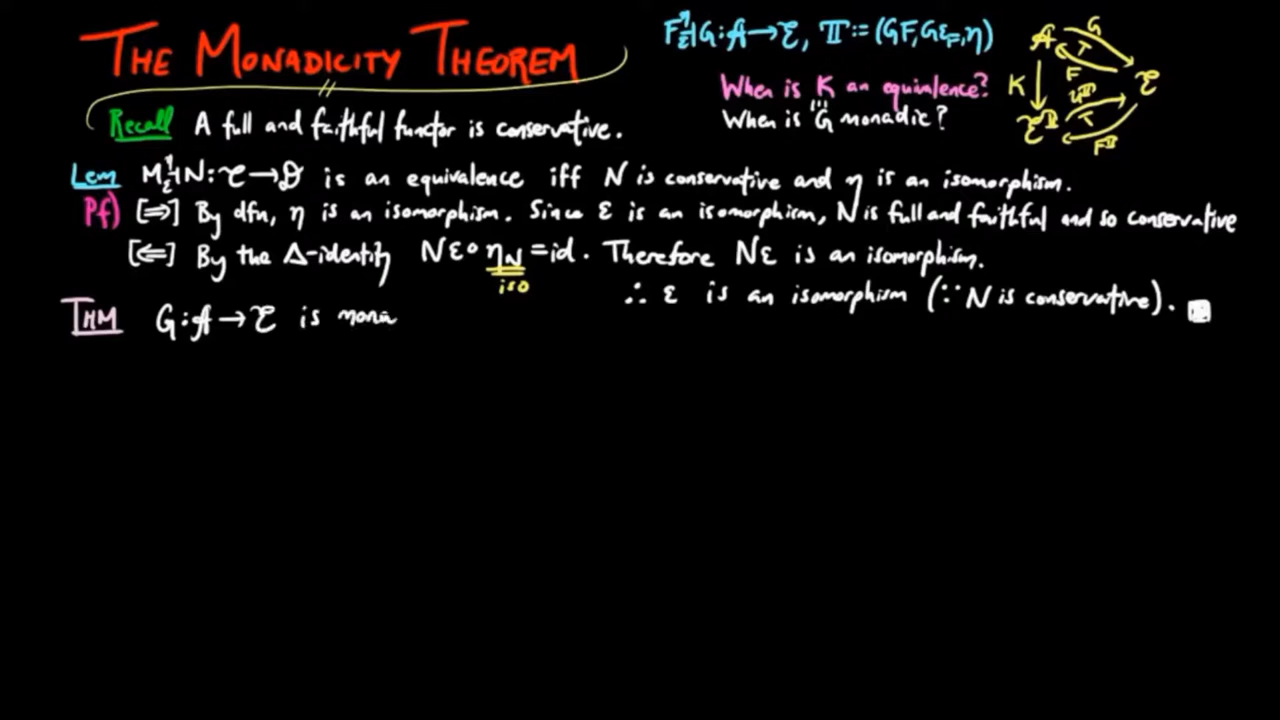 THE MONADICITY THEOREM
F ⊣ G : A → E, 𝕋 := (GF, Gε_F, η)
When is K an equivalence?
When is G monadic?
A G
T
F
K E
U^𝕋
T
E^𝕋
F^𝕋
Recall A full and faithful functor is conservative.
Lem M ⊣ N : C → D is an equivalence iff N is conservative and η is an isomorphism.
Pf) [⇒] By dfn, η is an isomorphism. Since ε is an isomorphism, N is full and faithful and so conservative
[⇐] By the Δ-identity Nε∘η_N = id. Therefore Nε is an isomorphism.
iso
∴ ε is an isomorphism (∵ N is conservative).
THM G : A → E is mona